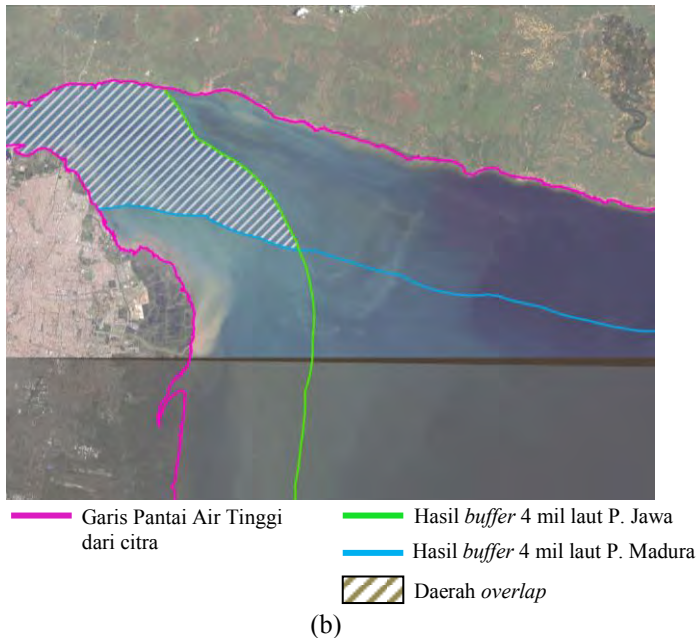 Garis Pantai Air Tinggi
dari citra
Hasil buffer 4 mil laut P. Jawa
Hasil buffer 4 mil laut P. Madura
Daerah overlap
(b)